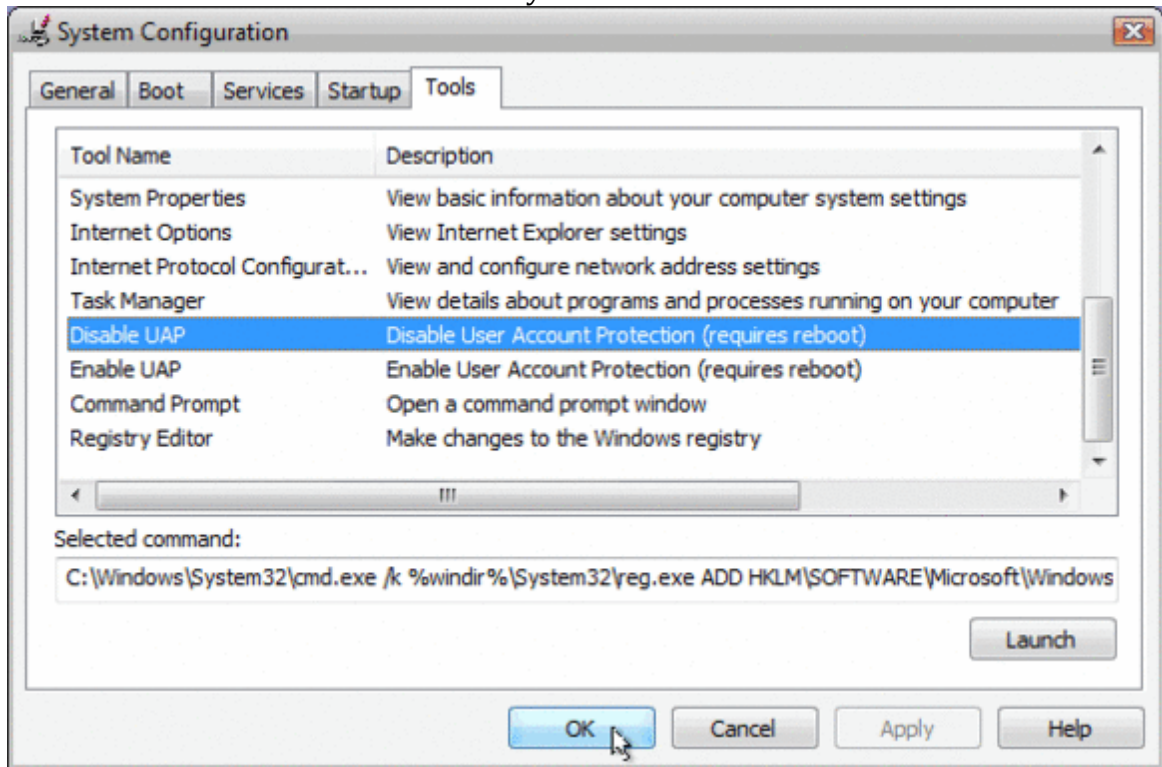 System Configuration
General Boot Services Startup Tools
Tool Name Description
System Properties View basic information about your computer system settings
Internet Options View Internet Explorer settings
Internet Protocol Configurat... View and configure network address settings
Task Manager View details about programs and processes running on your computer
Disable UAP Disable User Account Protection (requires reboot)
Enable UAP Enable User Account Protection (requires reboot)
Command Prompt Open a command prompt window
Registry Editor Make changes to the Windows registry
Selected command:
C:\Windows\System32\cmd.exe /k %windir%\System32\reg.exe ADD HKLM\SOFTWARE\Microsoft\Windows
Launch
OK Cancel Apply Help